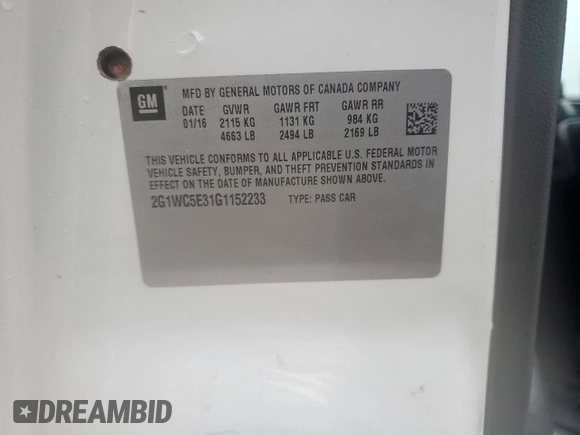 MFD BY GENERAL MOTORS OF CANADA COMPANY
GM
DATE GVWR GAWR FRT GAWR RR
01/16 2115 KG 1131 KG 984 KG
4663 LB 2494 LB 2169 LB
THIS VEHICLE CONFORMS TO ALL APPLICABLE U.S. FEDERAL MOTOR
VEHICLE SAFETY, BUMPER, AND THEFT PREVENTION STANDARDS IN
EFFECT ON THE DATE OF MANUFACTURE SHOWN ABOVE.
2G1WC5E31G1152233 TYPE: PASS CAR
DREAMBID